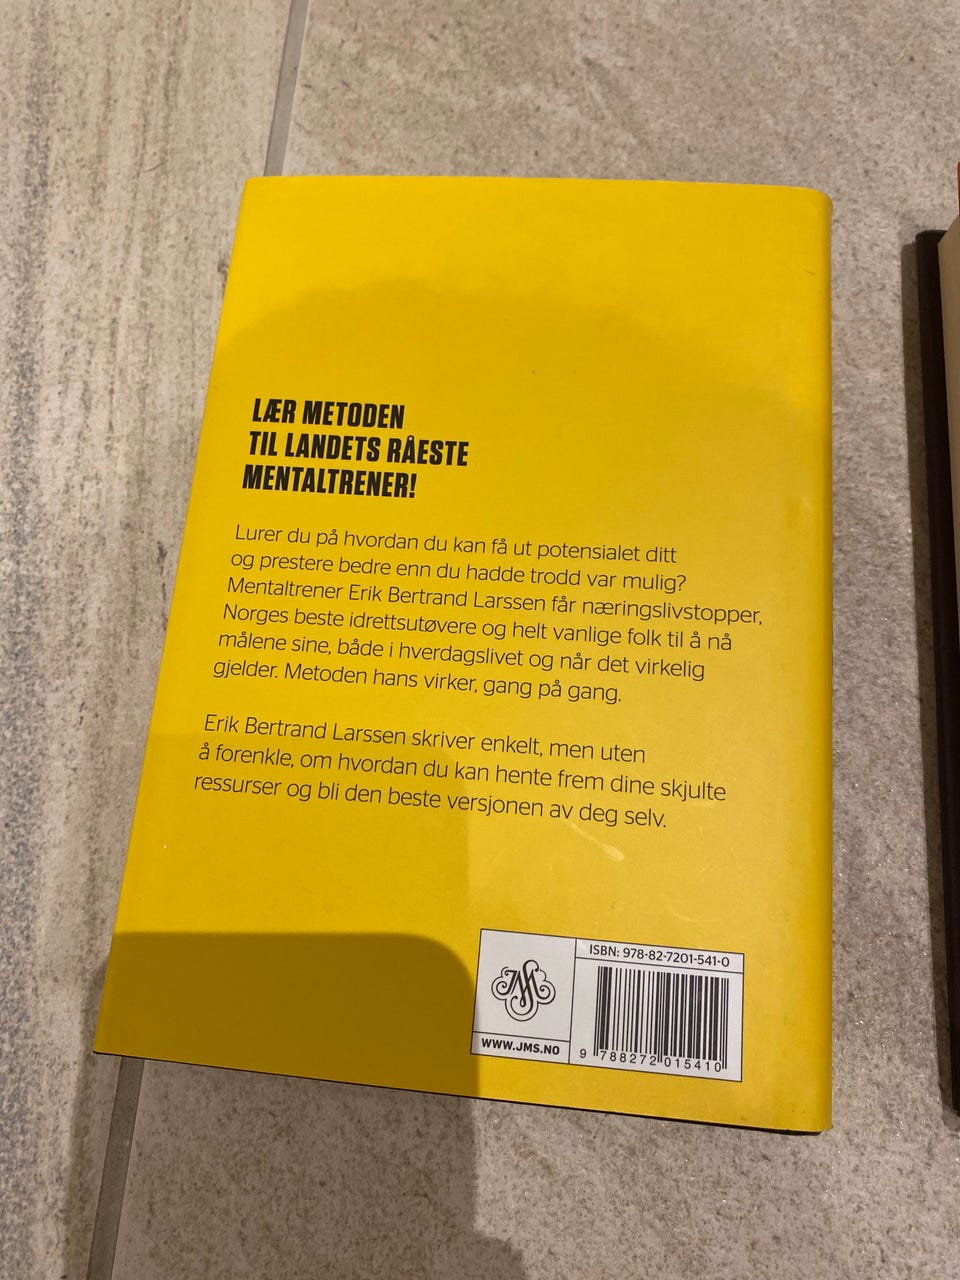 LÆR METODEN
TIL LANDETS RÅESTE
MENTALTRENER!
Lurer du på hvordan du kan få ut potensialet ditt
og prestere bedre enn du hadde trodd var mulig?
Mentaltrener Erik Bertrand Larssen får næringslivstopper,
Norges beste idrettsutøvere og helt vanlige folk til å nå
målene sine, både i hverdagslivet og når det virkelig
gjelder. Metoden hans virker, gang på gang.
Erik Bertrand Larssen skriver enkelt, men uten
å forenkle, om hvordan du kan hente frem dine skjulte
ressurser og bli den beste versjonen av deg selv.
ISBN: 978-82-7201-541-0
JMS
WWW.JMS.NO
9 788272 015410